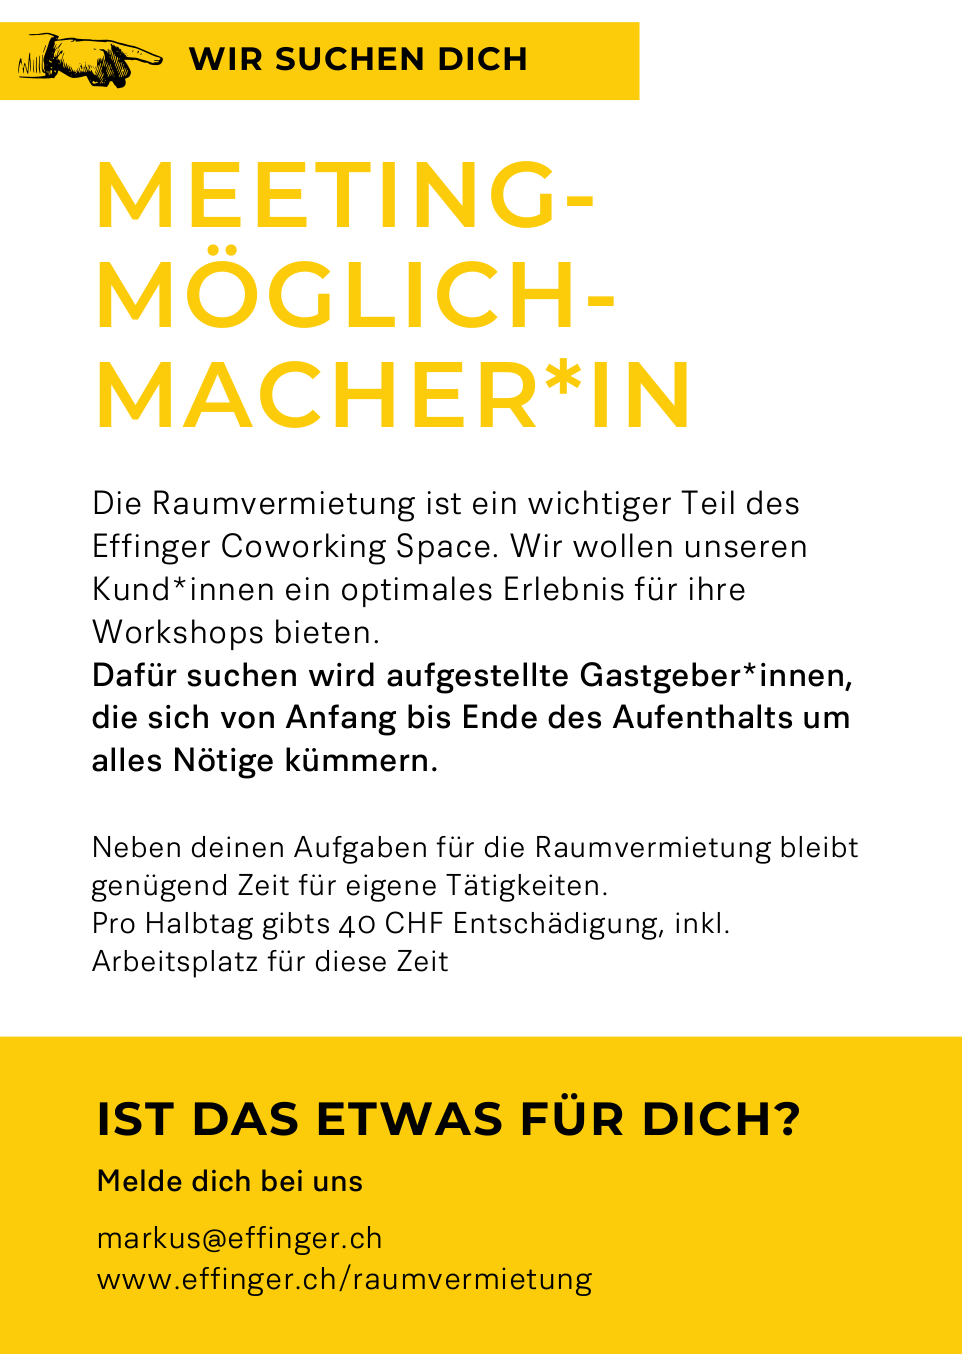 WIR SUCHEN DICH
MEETING-
MÖGLICH-
MACHER*IN
Die Raumvermietung ist ein wichtiger Teil des
Effinger Coworking Space. Wir wollen unseren
Kund*innen ein optimales Erlebnis für ihre
Workshops bieten.
Dafür suchen wird aufgestellte Gastgeber*innen,
die sich von Anfang bis Ende des Aufenthalts um
alles Nötige kümmern.
Neben deinen Aufgaben für die Raumvermietung bleibt
genügend Zeit für eigene Tätigkeiten.
Pro Halbtag gibts 40 CHF Entschädigung, inkl.
Arbeitsplatz für diese Zeit
IST DAS ETWAS FÜR DICH?
Melde dich bei uns
markus@effinger.ch
www.effinger.ch/raumvermietung